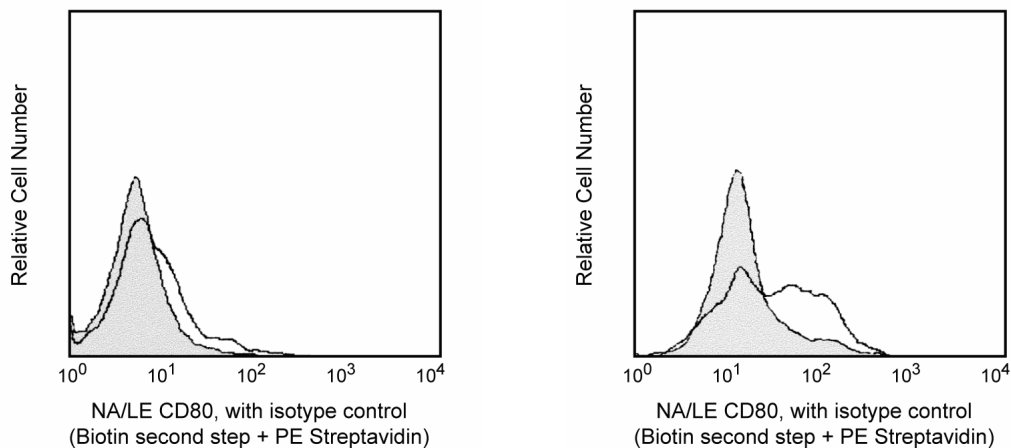 Relative Cell Number
10⁰ 10¹ 10² 10³ 10⁴
NA/LE CD80, with isotype control
(Biotin second step + PE Streptavidin)
Relative Cell Number
10⁰ 10¹ 10² 10³ 10⁴
NA/LE CD80, with isotype control
(Biotin second step + PE Streptavidin)